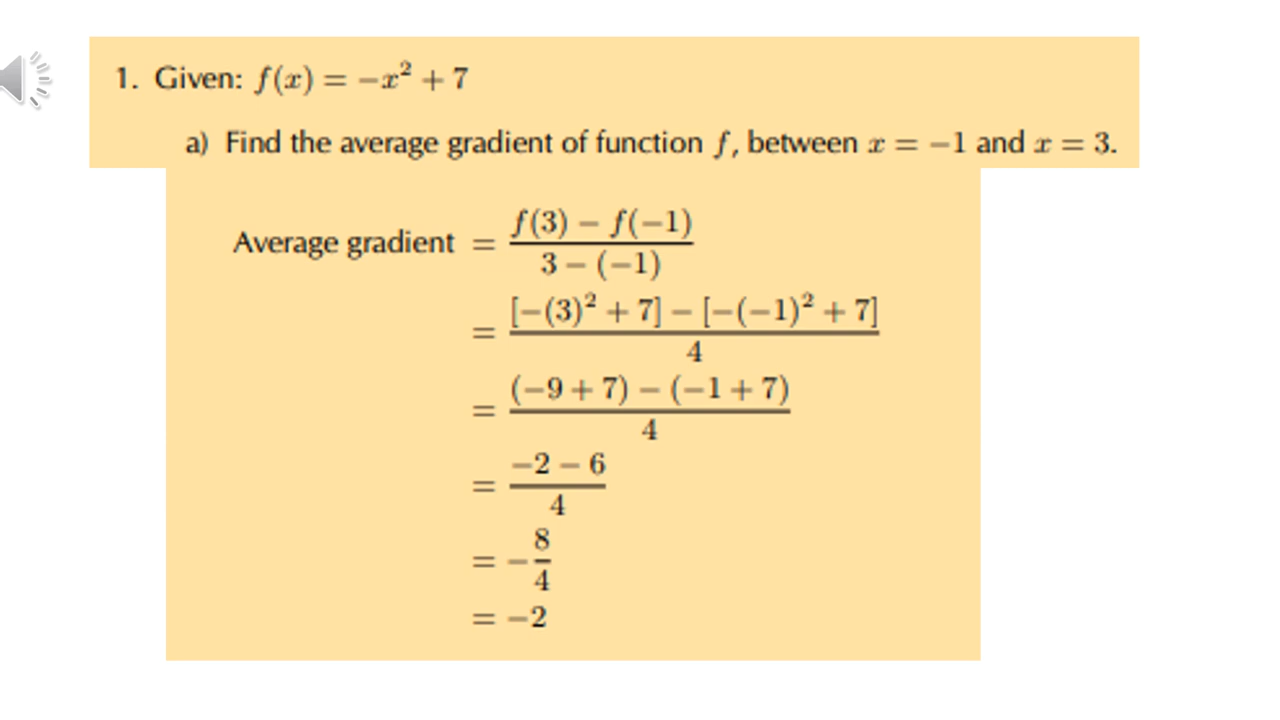 1. Given: f(x) = −x² + 7
a) Find the average gradient of function f, between x = −1 and x = 3.
Average gradient = f(3) − f(−1) / 3 − (−1)
= [−(3)² + 7] − [−(−1)² + 7] / 4
= (−9 + 7) − (−1 + 7) / 4
= −2 − 6 / 4
= − 8 / 4
= −2